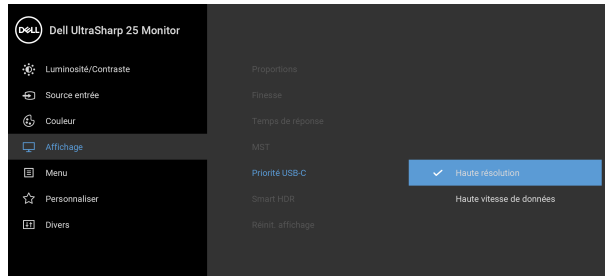 DELL Dell UltraSharp 25 Monitor
Luminosité/Contraste
Source entrée
Couleur
Affichage
Menu
Personnaliser
Divers
Proportions
Finesse
Temps de réponse
MST
Priorité USB-C
Smart HDR
Réinit. affichage
Haute résolution
Haute vitesse de données